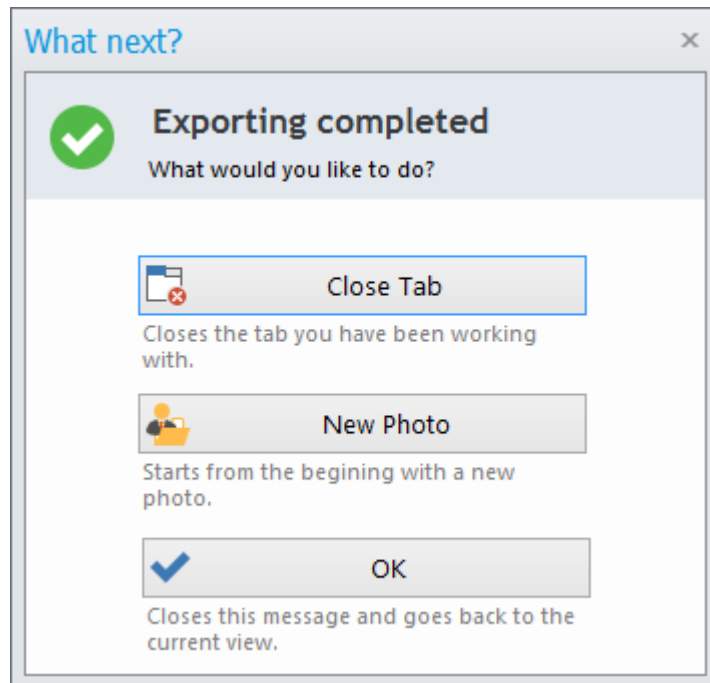 What next?
Exporting completed
What would you like to do?
Close Tab
Closes the tab you have been working
with.
New Photo
Starts from the begining with a new
photo.
OK
Closes this message and goes back to the
current view.